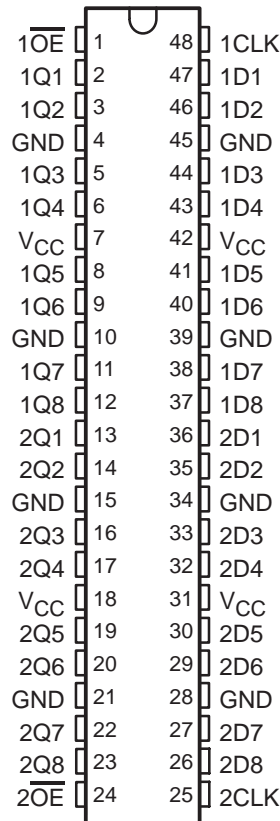 1O̅E̅ 1 48 1CLK
1Q1 2 47 1D1
1Q2 3 46 1D2
GND 4 45 GND
1Q3 5 44 1D3
1Q4 6 43 1D4
VCC 7 42 VCC
1Q5 8 41 1D5
1Q6 9 40 1D6
GND 10 39 GND
1Q7 11 38 1D7
1Q8 12 37 1D8
2Q1 13 36 2D1
2Q2 14 35 2D2
GND 15 34 GND
2Q3 16 33 2D3
2Q4 17 32 2D4
VCC 18 31 VCC
2Q5 19 30 2D5
2Q6 20 29 2D6
GND 21 28 GND
2Q7 22 27 2D7
2Q8 23 26 2D8
2O̅E̅ 24 25 2CLK